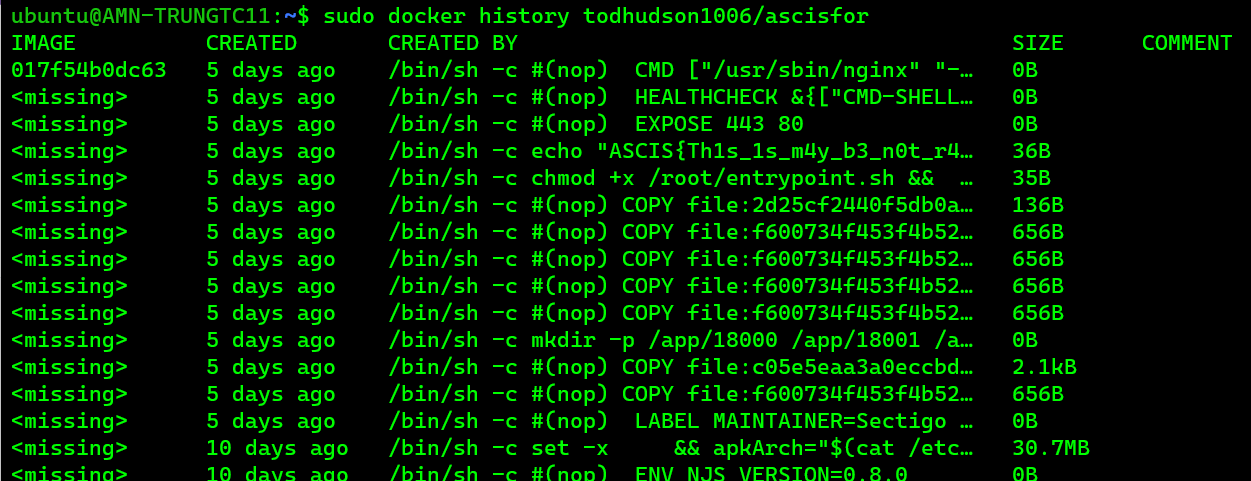 ubuntu@AMN-TRUNGTC11:~$ sudo docker history todhudson1006/ascisfor
IMAGE CREATED CREATED BY SIZE COMMENT
017f54b0dc63 5 days ago /bin/sh -c #(nop)  CMD ["/usr/sbin/nginx" "-… 0B
<missing> 5 days ago /bin/sh -c #(nop)  HEALTHCHECK &{["CMD-SHELL… 0B
<missing> 5 days ago /bin/sh -c #(nop)  EXPOSE 443 80 0B
<missing> 5 days ago /bin/sh -c echo "ASCIS{Th1s_1s_m4y_b3_n0t_r4… 36B
<missing> 5 days ago /bin/sh -c chmod +x /root/entrypoint.sh &&  … 35B
<missing> 5 days ago /bin/sh -c #(nop) COPY file:2d25cf2440f5db0a… 136B
<missing> 5 days ago /bin/sh -c #(nop) COPY file:f600734f453f4b52… 656B
<missing> 5 days ago /bin/sh -c #(nop) COPY file:f600734f453f4b52… 656B
<missing> 5 days ago /bin/sh -c #(nop) COPY file:f600734f453f4b52… 656B
<missing> 5 days ago /bin/sh -c #(nop) COPY file:f600734f453f4b52… 656B
<missing> 5 days ago /bin/sh -c mkdir -p /app/18000 /app/18001 /a… 0B
<missing> 5 days ago /bin/sh -c #(nop) COPY file:c05e5eaa3a0eccbd… 2.1kB
<missing> 5 days ago /bin/sh -c #(nop) COPY file:f600734f453f4b52… 656B
<missing> 5 days ago /bin/sh -c #(nop)  LABEL MAINTAINER=Sectigo … 0B
<missing> 10 days ago /bin/sh -c set -x     && apkArch="$(cat /etc… 30.7MB
<missing> 10 days ago /bin/sh -c #(nop)  ENV NJS_VERSION=0.8.0 0B